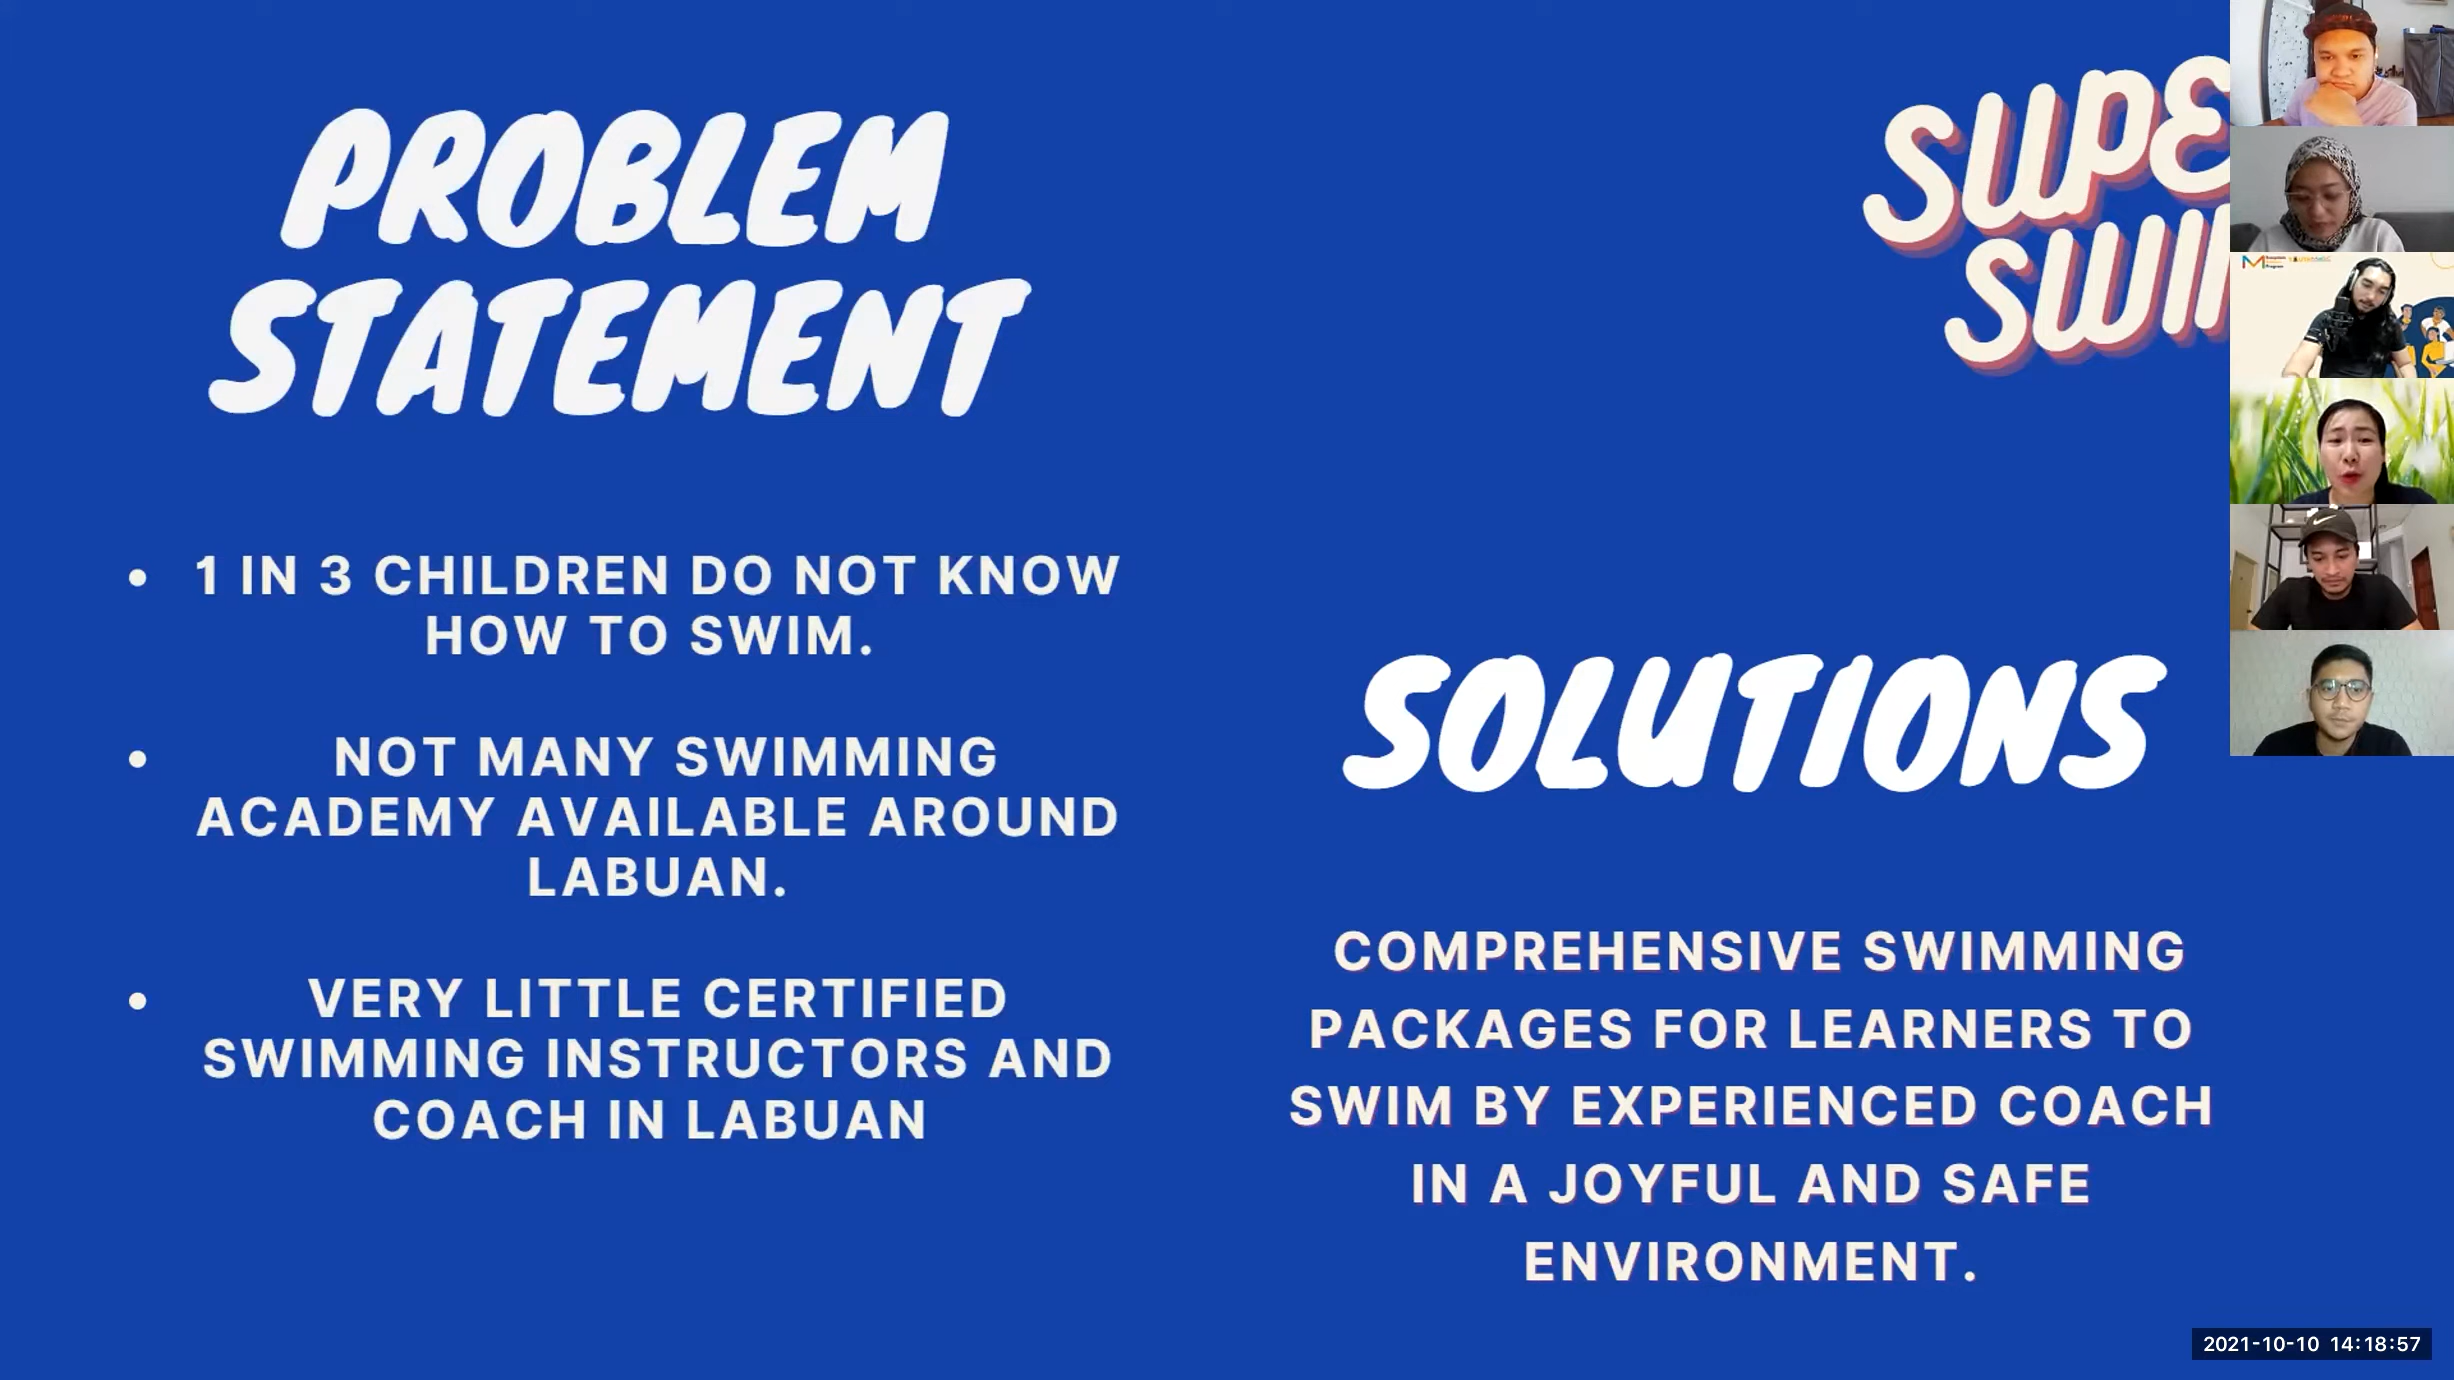 PROBLEM
STATEMENT
• 1 IN 3 CHILDREN DO NOT KNOW
HOW TO SWIM.
• NOT MANY SWIMMING
ACADEMY AVAILABLE AROUND
LABUAN.
• VERY LITTLE CERTIFIED
SWIMMING INSTRUCTORS AND
COACH IN LABUAN
SUPE
SWI
SOLUTIONS
COMPREHENSIVE SWIMMING
PACKAGES FOR LEARNERS TO
SWIM BY EXPERIENCED COACH
IN A JOYFUL AND SAFE
ENVIRONMENT.
2021-10-10 14:18:57